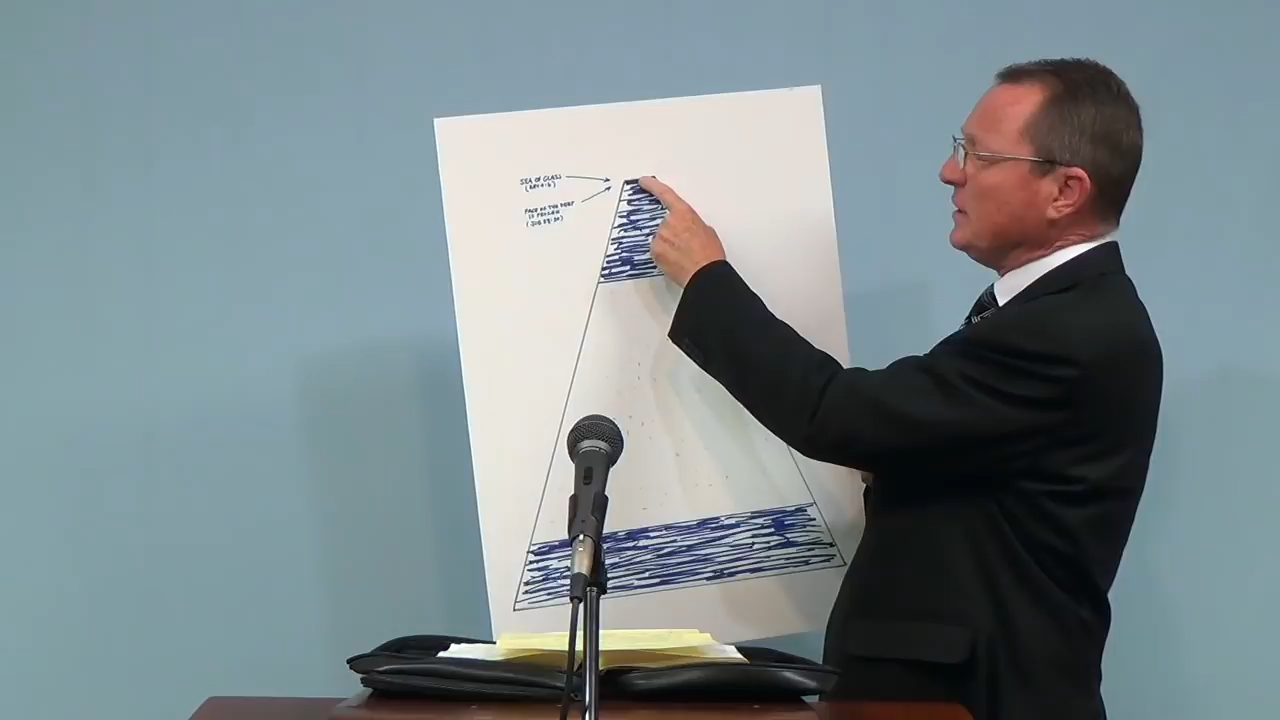 SEA OF GLASS
(REV 4:6)
FACE OF THE DEEP
IS FROZEN
(JOB 38:30)